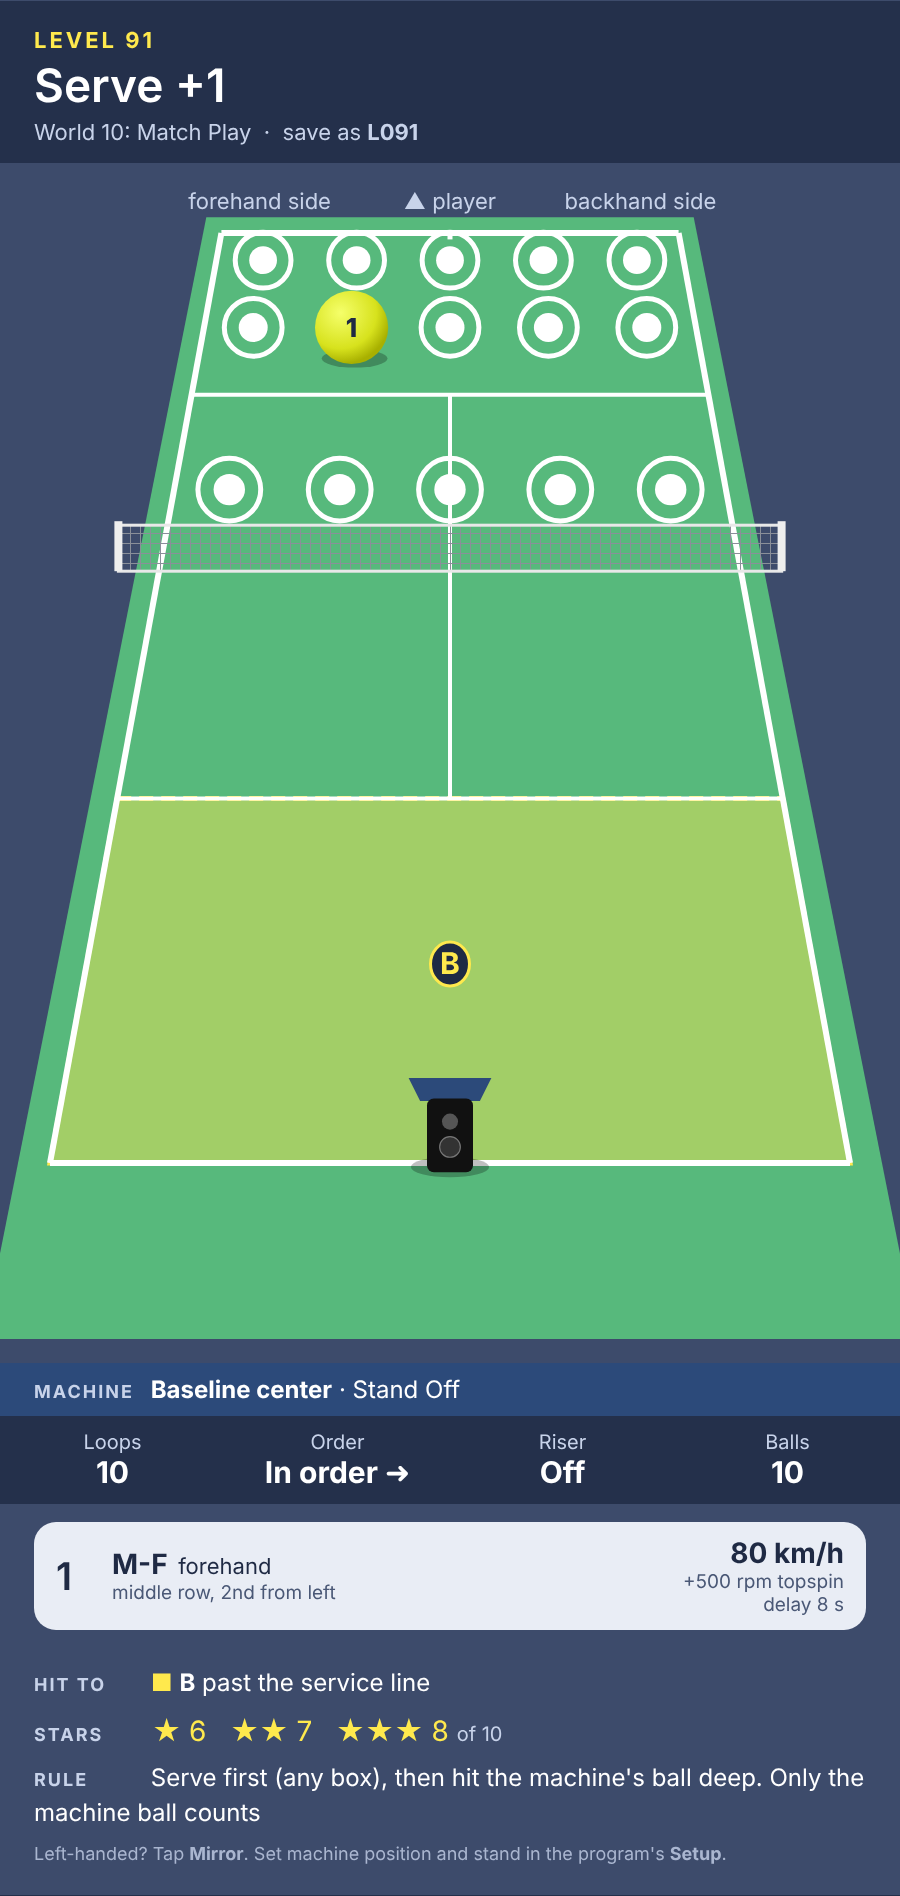 LEVEL 91
Serve +1
World 10: Match Play · save as L091
forehand side ▲ player backhand side
1
B
MACHINE Baseline center · Stand Off
Loops Order Riser Balls
10 In order → Off 10
1 M-F forehand 80 km/h
middle row, 2nd from left +500 rpm topspin
delay 8 s
HIT TO B past the service line
STARS ★ 6 ★★ 7 ★★★ 8 of 10
RULE Serve first (any box), then hit the machine's ball deep. Only the
machine ball counts
Left-handed? Tap Mirror. Set machine position and stand in the program's Setup.